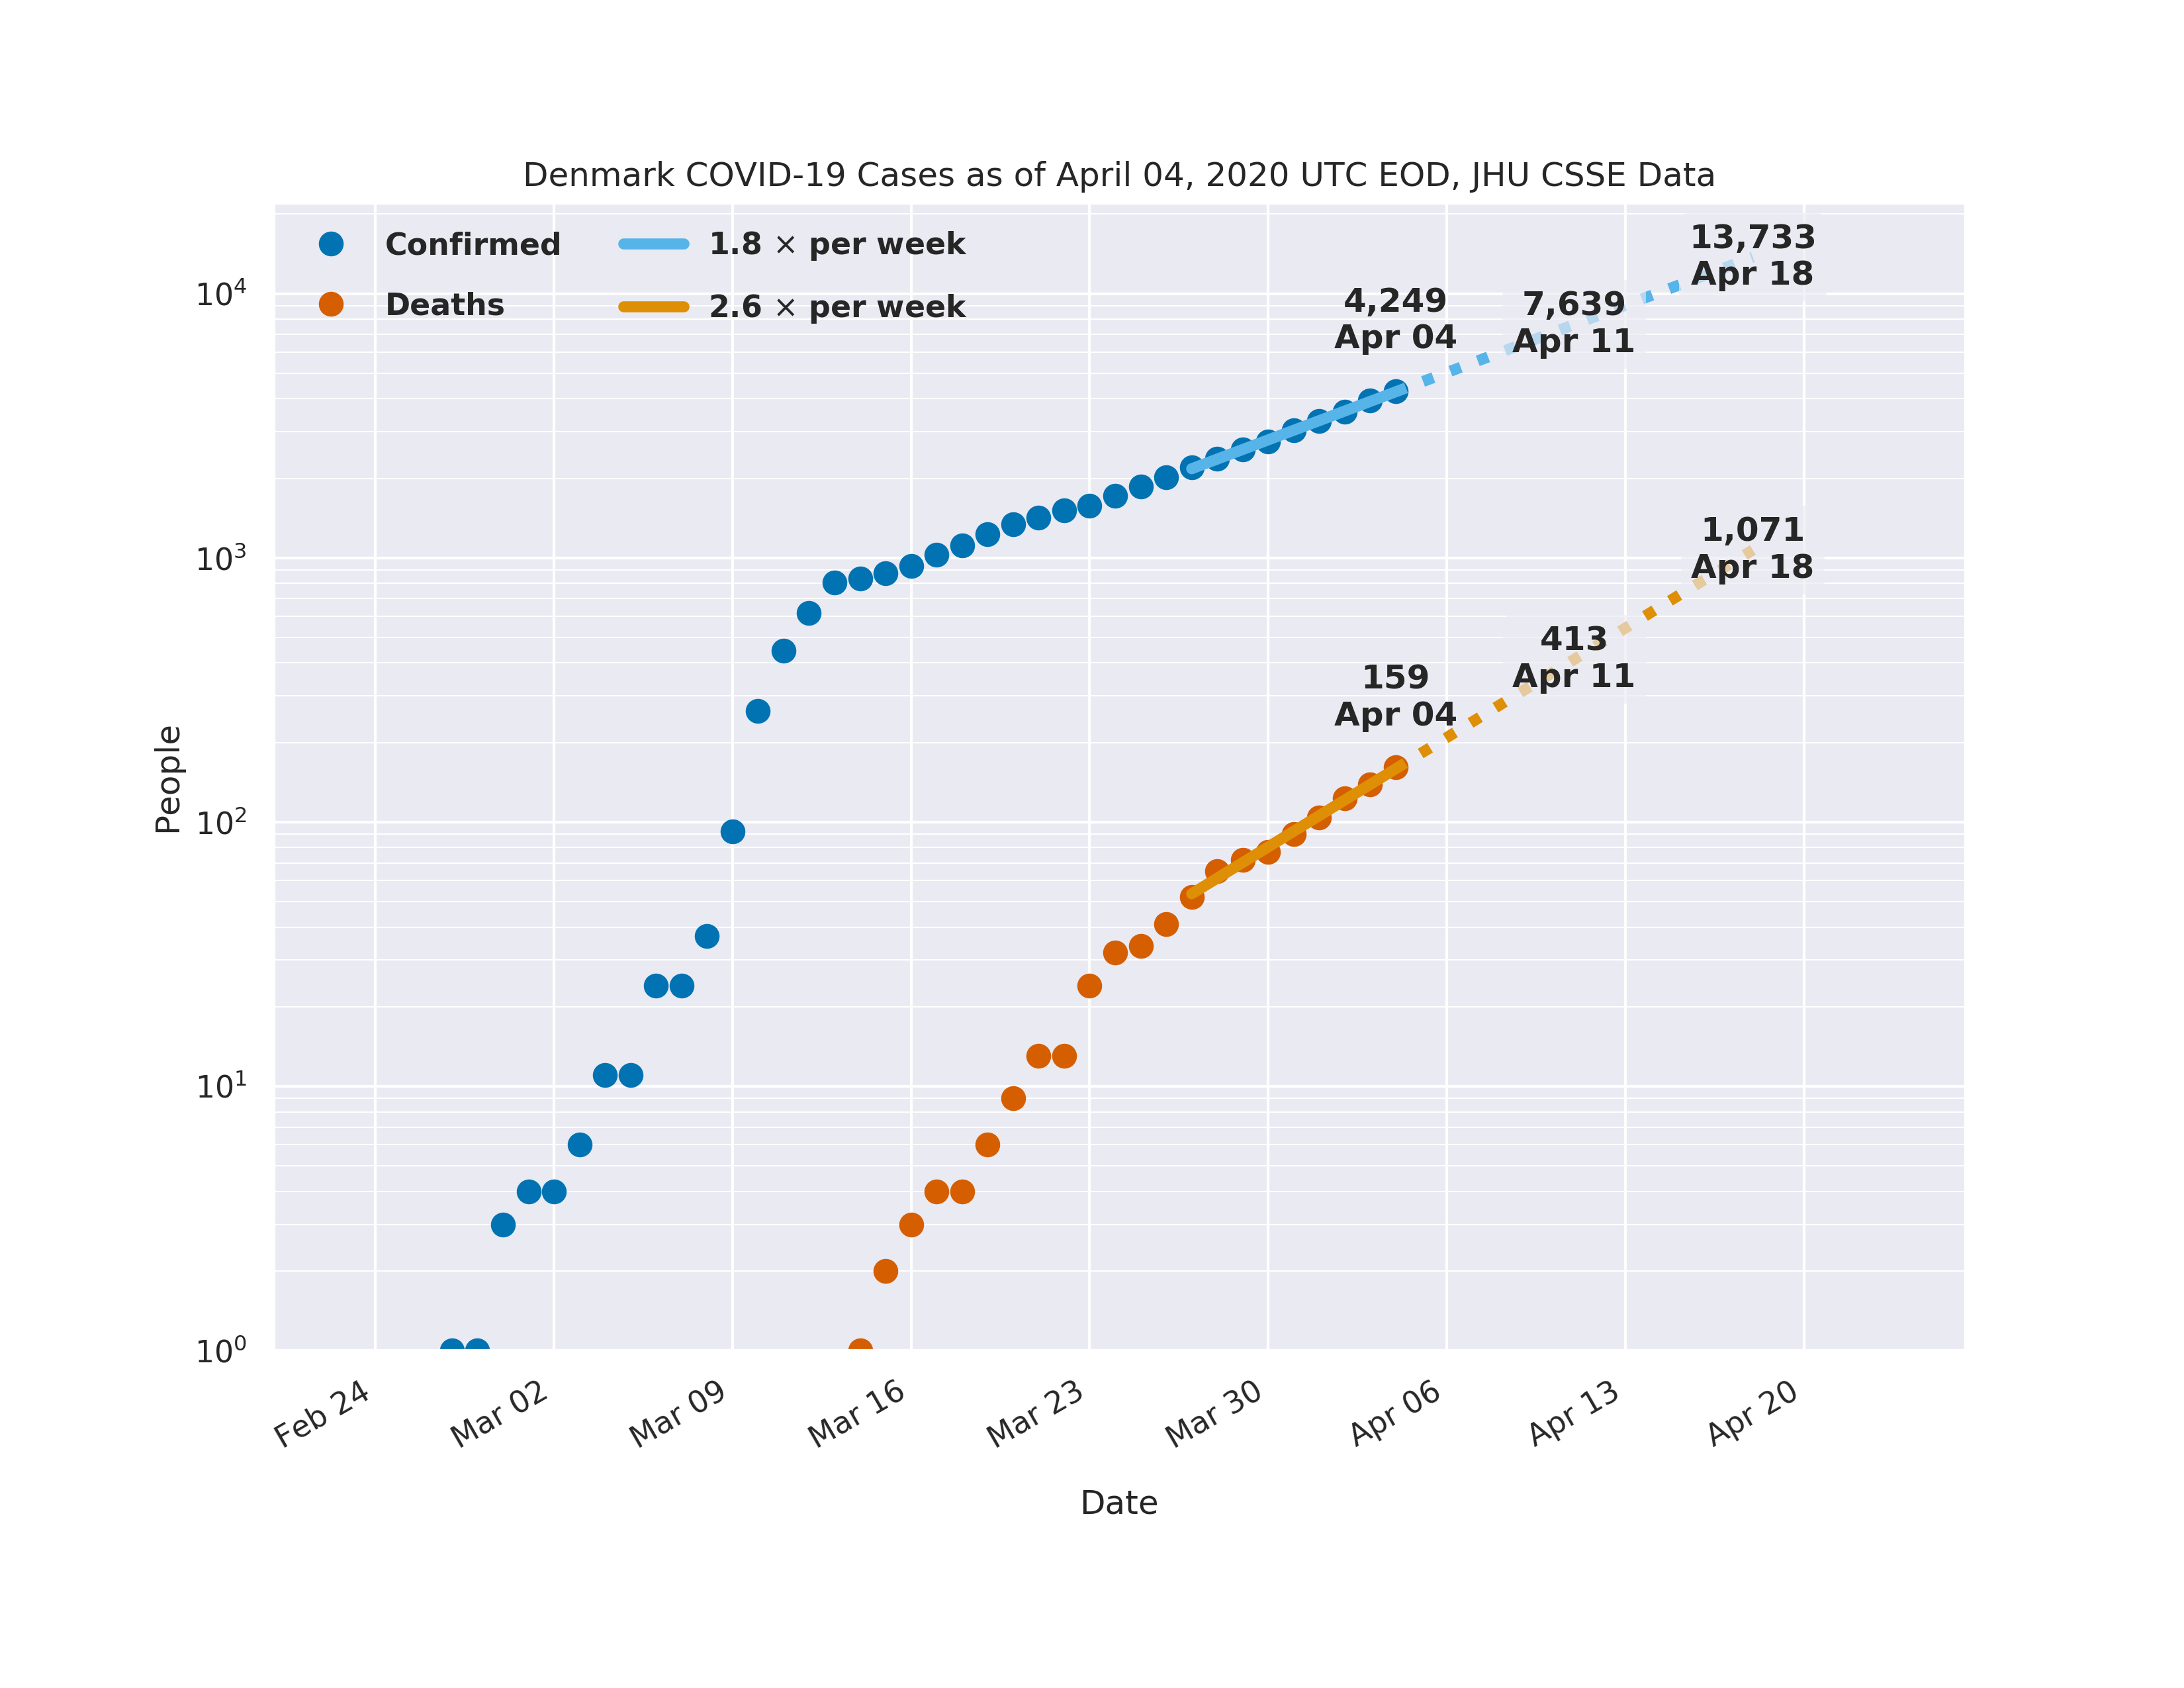 Denmark COVID-19 Cases as of April 04, 2020 UTC EOD, JHU CSSE Data
Confirmed
Deaths
1.8 × per week
2.6 × per week
13,733
Apr 18
4,249
Apr 04
7,639
Apr 11
1,071
Apr 18
413
Apr 11
159
Apr 04
10⁴
10³
10²
10¹
10⁰
People
Feb 24
Mar 02
Mar 09
Mar 16
Mar 23
Mar 30
Apr 06
Apr 13
Apr 20
Date